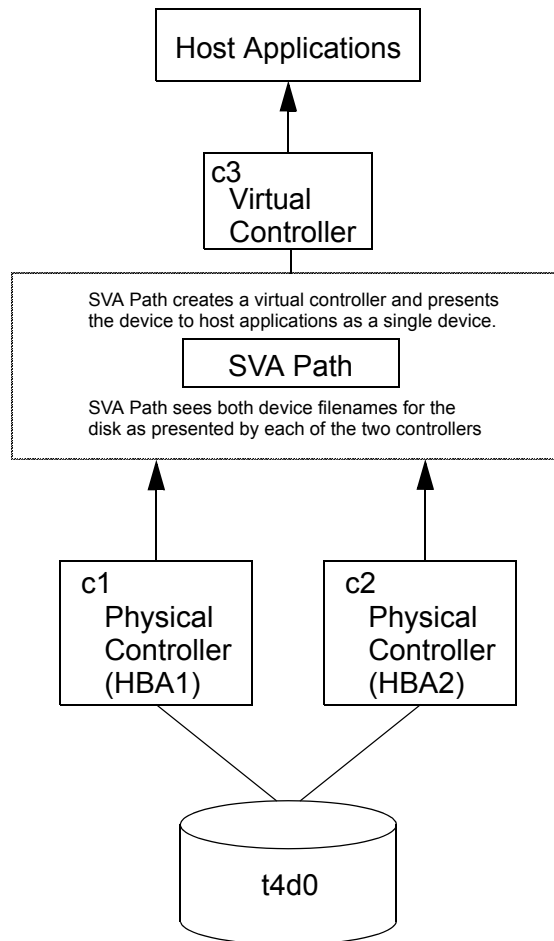 Host Applications
c3
Virtual
Controller
SVA Path creates a virtual controller and presents
the device to host applications as a single device.
SVA Path
SVA Path sees both device filenames for the
disk as presented by each of the two controllers
c1
Physical
Controller
(HBA1)
c2
Physical
Controller
(HBA2)
t4d0